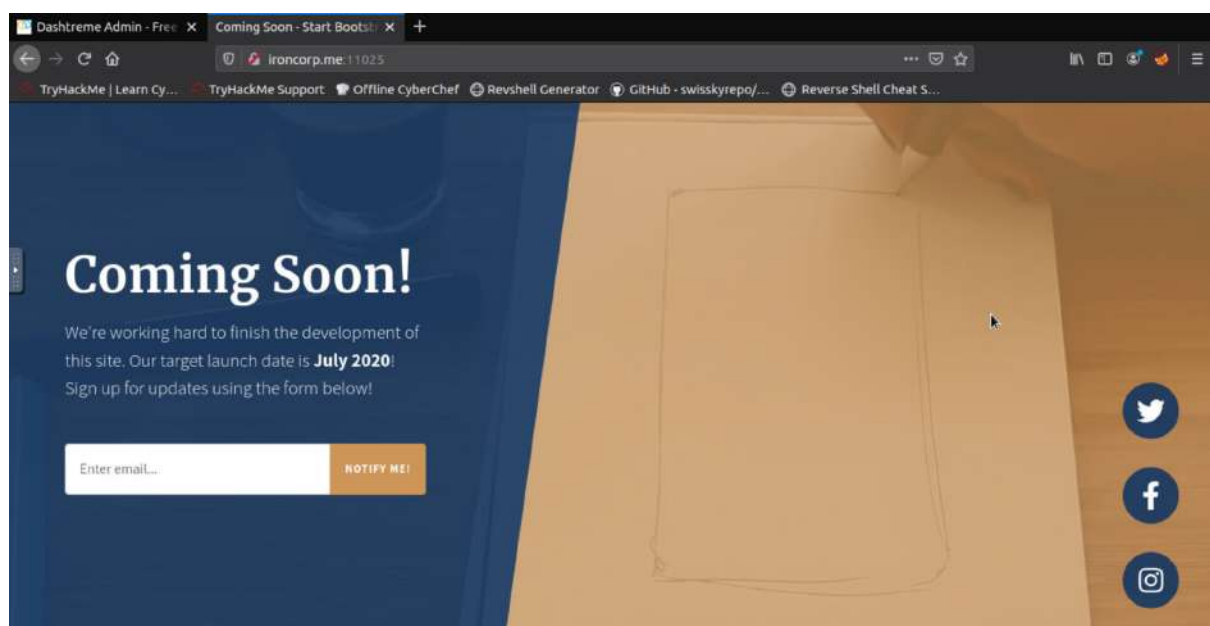 Dashtreme Admin - Free
Coming Soon - Start Bootst
ironcorp.me:11025
TryHackMe | Learn Cy...
TryHackMe Support
Offline CyberChef
Revshell Generator
GitHub - swisskyrepo/...
Reverse Shell Cheat S...
Coming Soon!
We're working hard to finish the development of
this site. Our target launch date is July 2020!
Sign up for updates using the form below!
Enter email...
NOTIFY ME!